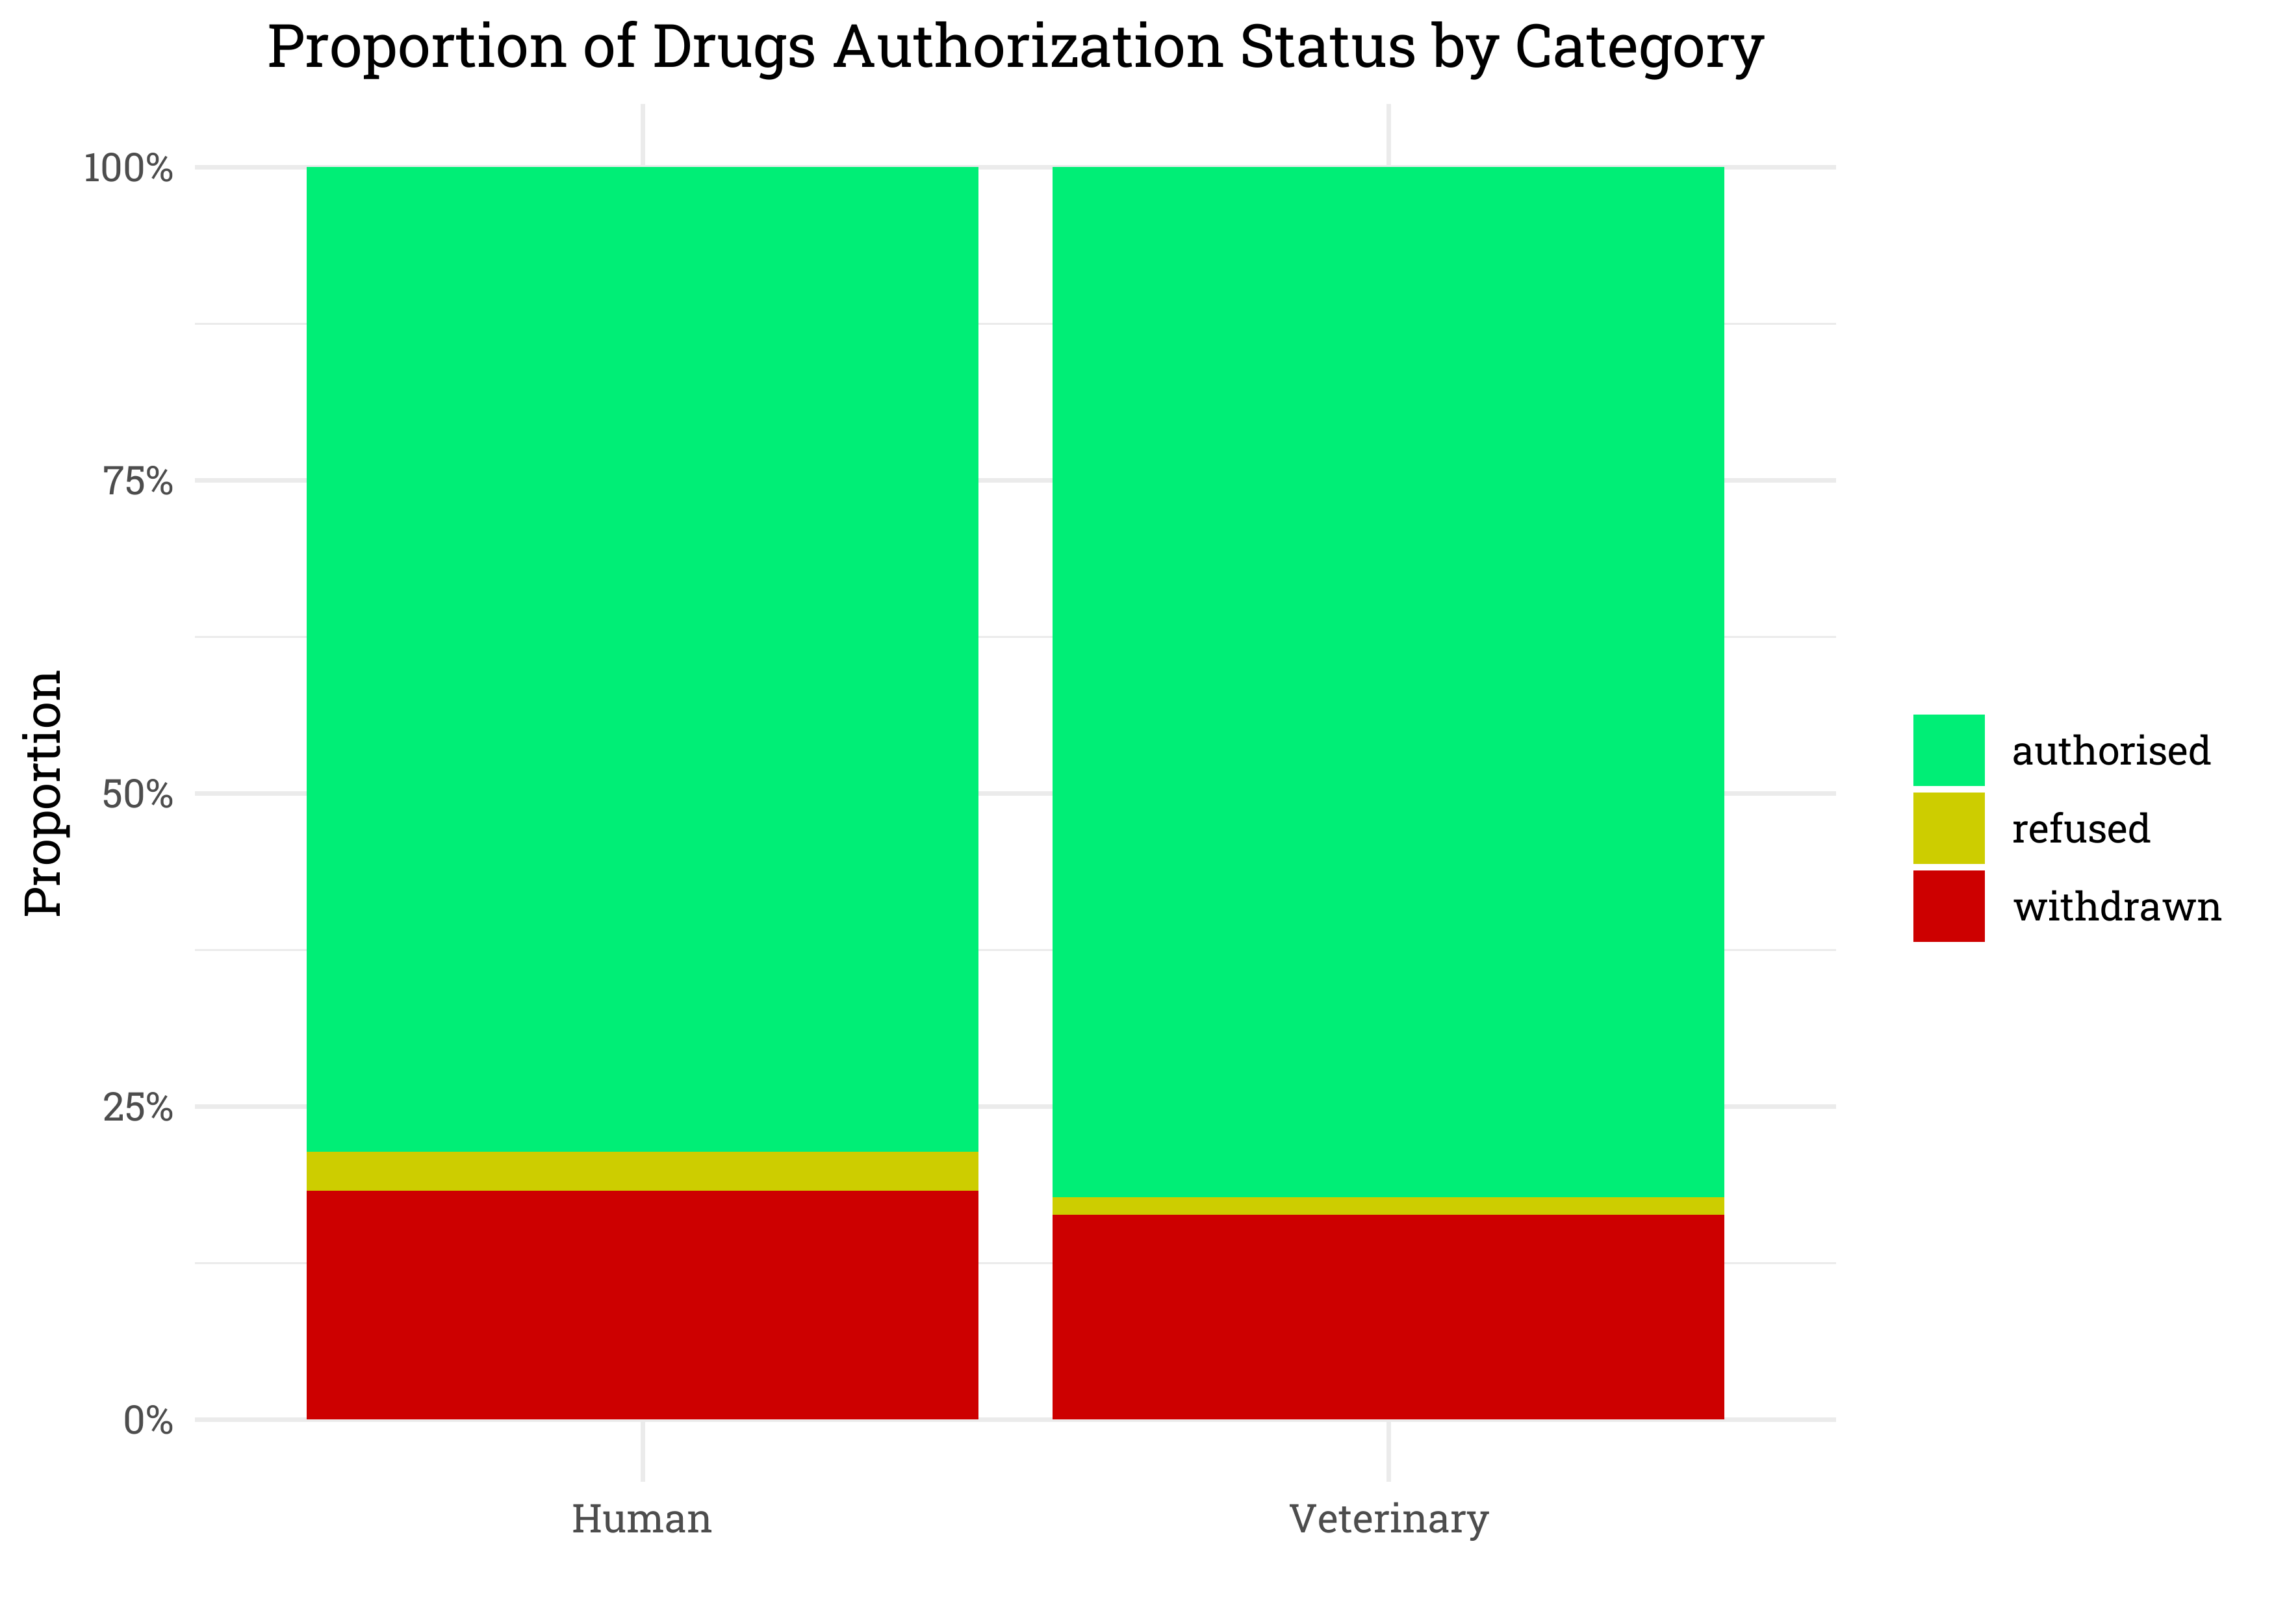 Proportion of Drugs Authorization Status by Category
100%
75%
50%
25%
0%
Proportion
Human
Veterinary
authorised
refused
withdrawn